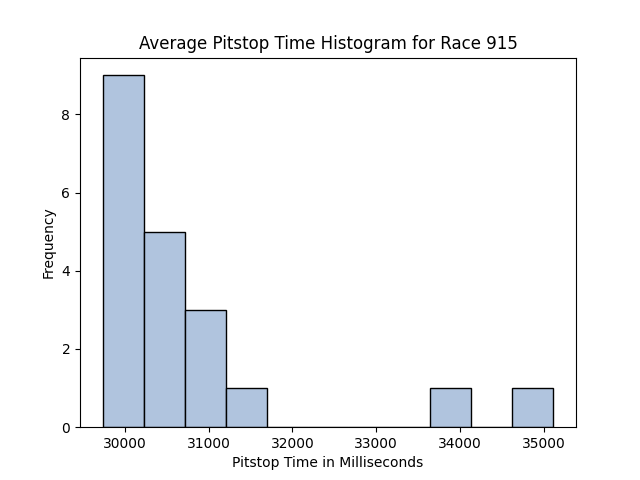 Average Pitstop Time Histogram for Race 915
Frequency
8
6
4
2
0
30000 31000 32000 33000 34000 35000
Pitstop Time in Milliseconds